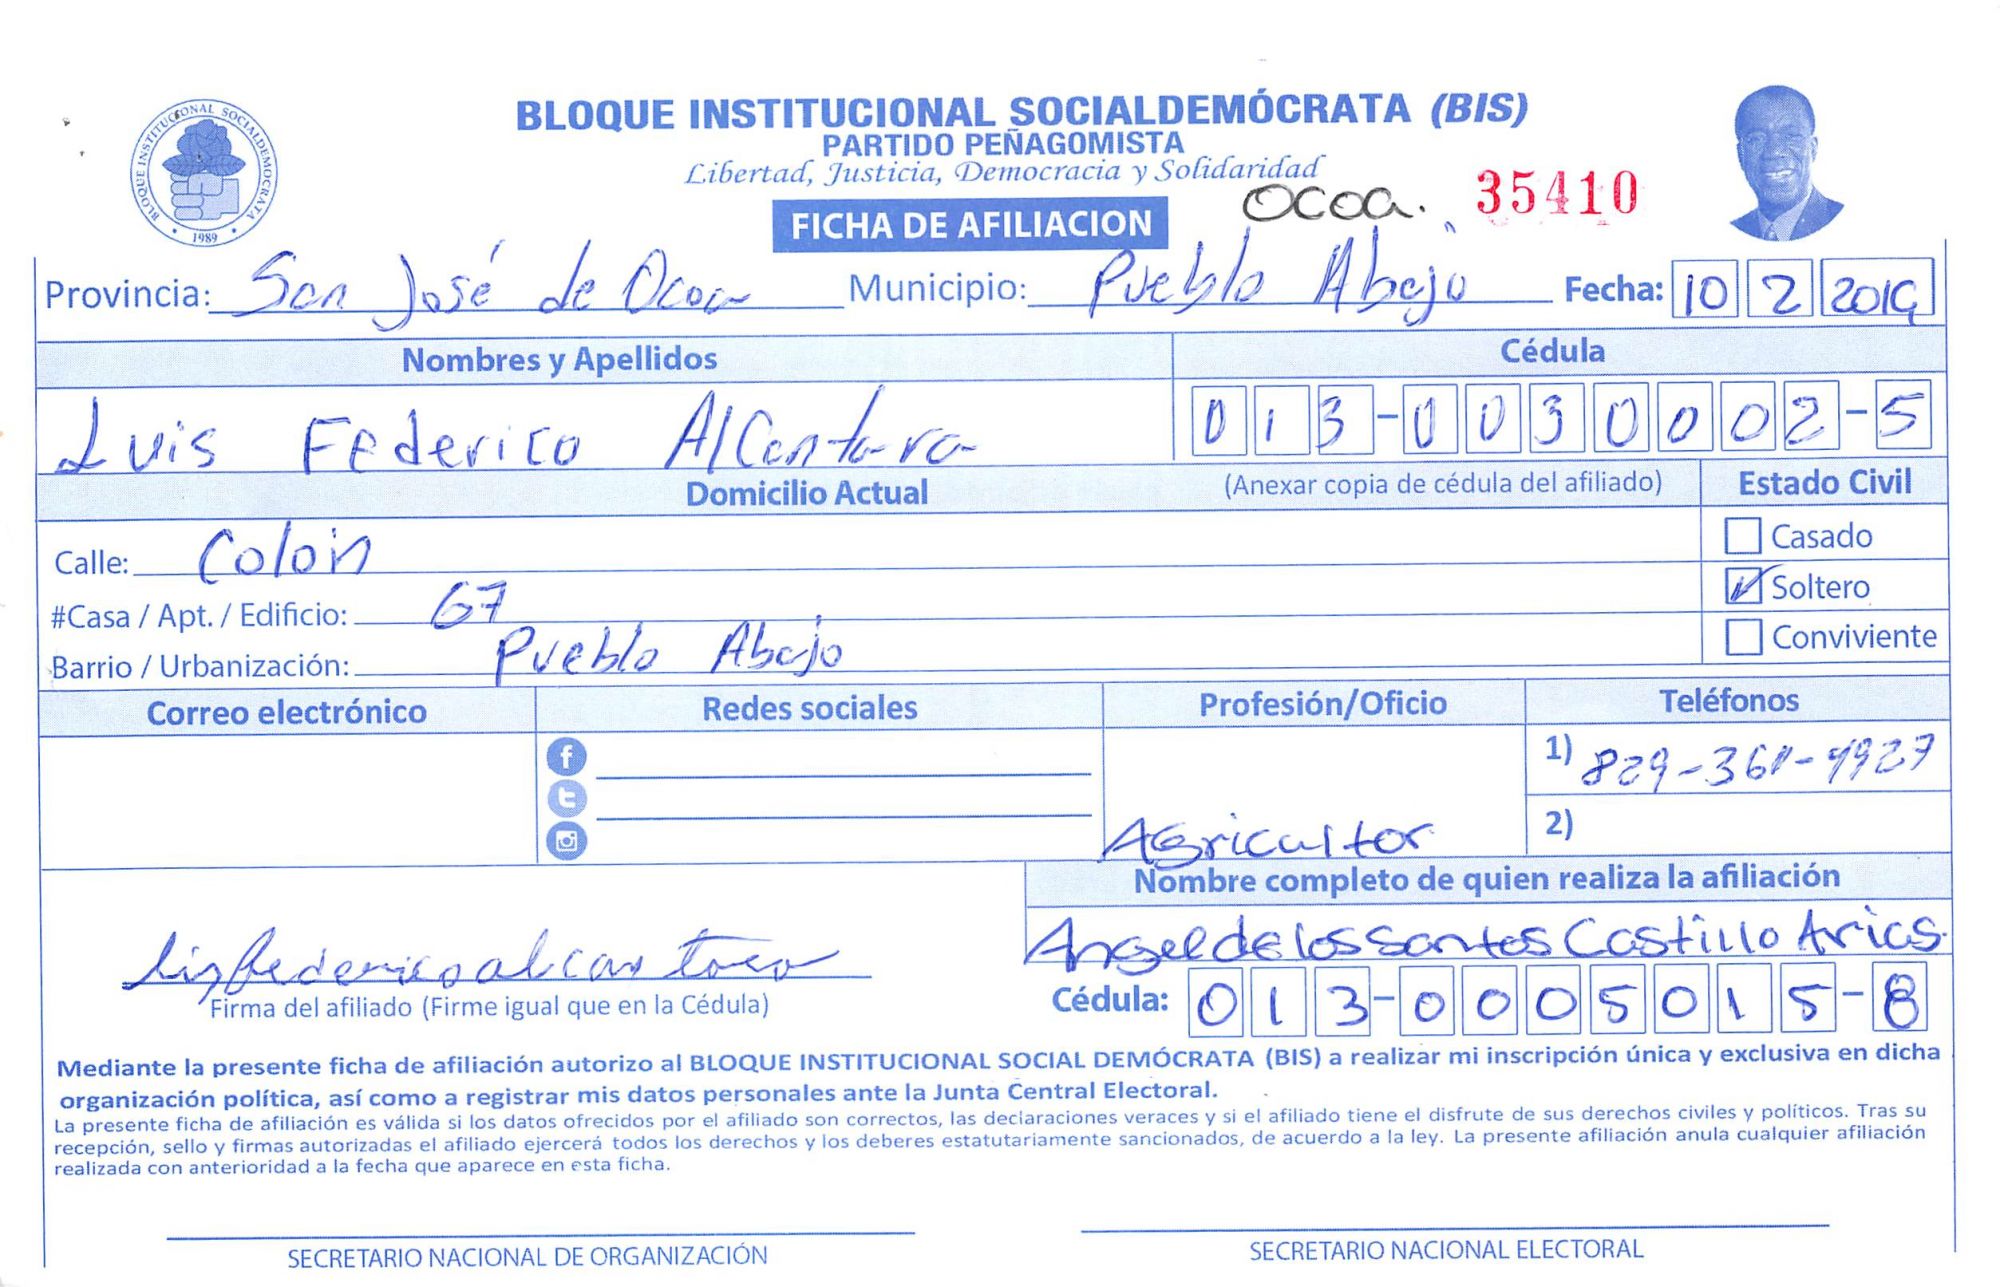 BLOQUE INSTITUCIONAL SOCIALDEMOCRATA
1989
BLOQUE INSTITUCIONAL SOCIALDEMÓCRATA (BIS)
PARTIDO PEÑAGOMISTA
Libertad, Justicia, Democracia y Solidaridad
FICHA DE AFILIACION
OCOA. 35410
Provincia: San José de Ocoa Municipio: Pueblo Abajo Fecha: 10 2 2019
Nombres y Apellidos Cédula
Luis Federico Alcantara 013-0030002-5
Domicilio Actual (Anexar copia de cédula del afiliado) Estado Civil
Calle: Colón Casado
#Casa / Apt. / Edificio: 67 Soltero
Barrio / Urbanización: Pueblo Abajo Conviviente
Correo electrónico Redes sociales Profesión/Oficio Teléfonos
1) 829-361-4927
Agricultor 2)
Nombre completo de quien realiza la afiliación
Angel de los Santos Castillo Arias.
luis federico alcantara
Firma del afiliado (Firme igual que en la Cédula) Cédula: 013-0005015-8
Mediante la presente ficha de afiliación autorizo al BLOQUE INSTITUCIONAL SOCIAL DEMÓCRATA (BIS) a realizar mi inscripción única y exclusiva en dicha
organización política, así como a registrar mis datos personales ante la Junta Central Electoral.
La presente ficha de afiliación es válida si los datos ofrecidos por el afiliado son correctos, las declaraciones veraces y si el afiliado tiene el disfrute de sus derechos civiles y políticos. Tras su
recepción, sello y firmas autorizadas el afiliado ejercerá todos los derechos y los deberes estatutariamente sancionados, de acuerdo a la ley. La presente afiliación anula cualquier afiliación
realizada con anterioridad a la fecha que aparece en esta ficha.
SECRETARIO NACIONAL DE ORGANIZACIÓN SECRETARIO NACIONAL ELECTORAL